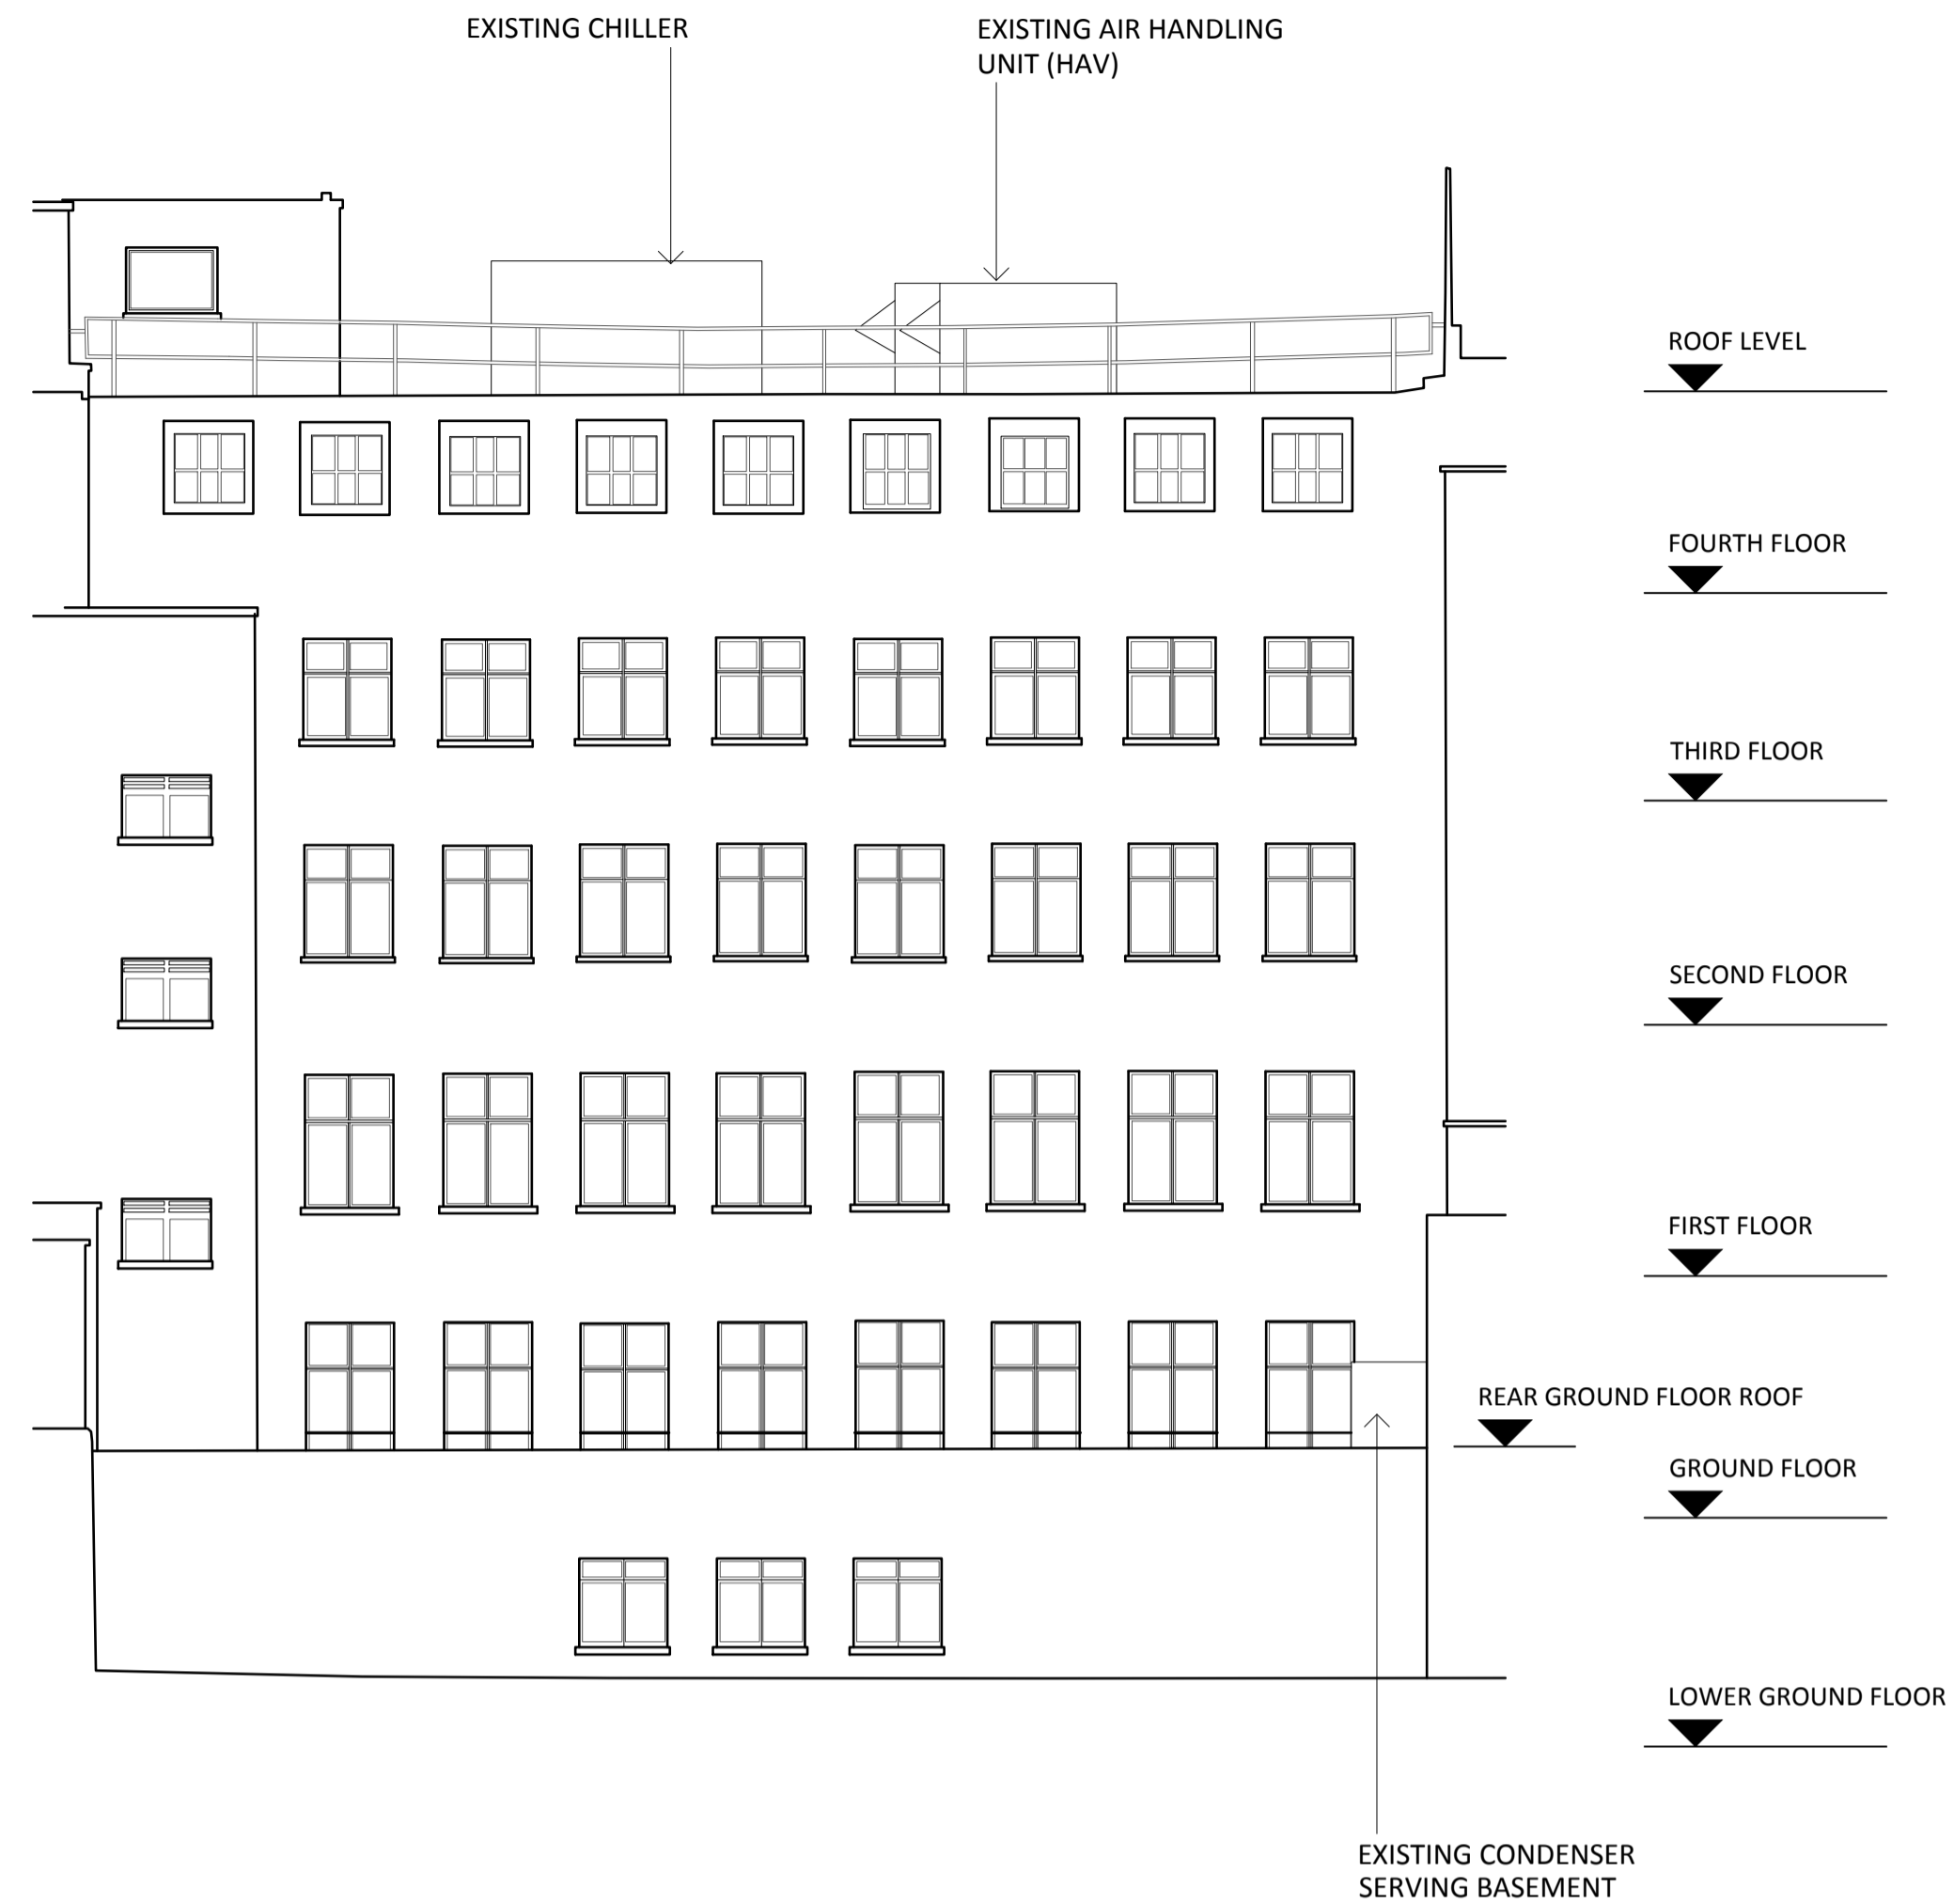 EXISTING CHILLER
EXISTING AIR HANDLING
UNIT (HAV)
ROOF LEVEL
FOURTH FLOOR
THIRD FLOOR
SECOND FLOOR
FIRST FLOOR
REAR GROUND FLOOR ROOF
GROUND FLOOR
LOWER GROUND FLOOR
EXISTING CONDENSER
SERVING BASEMENT